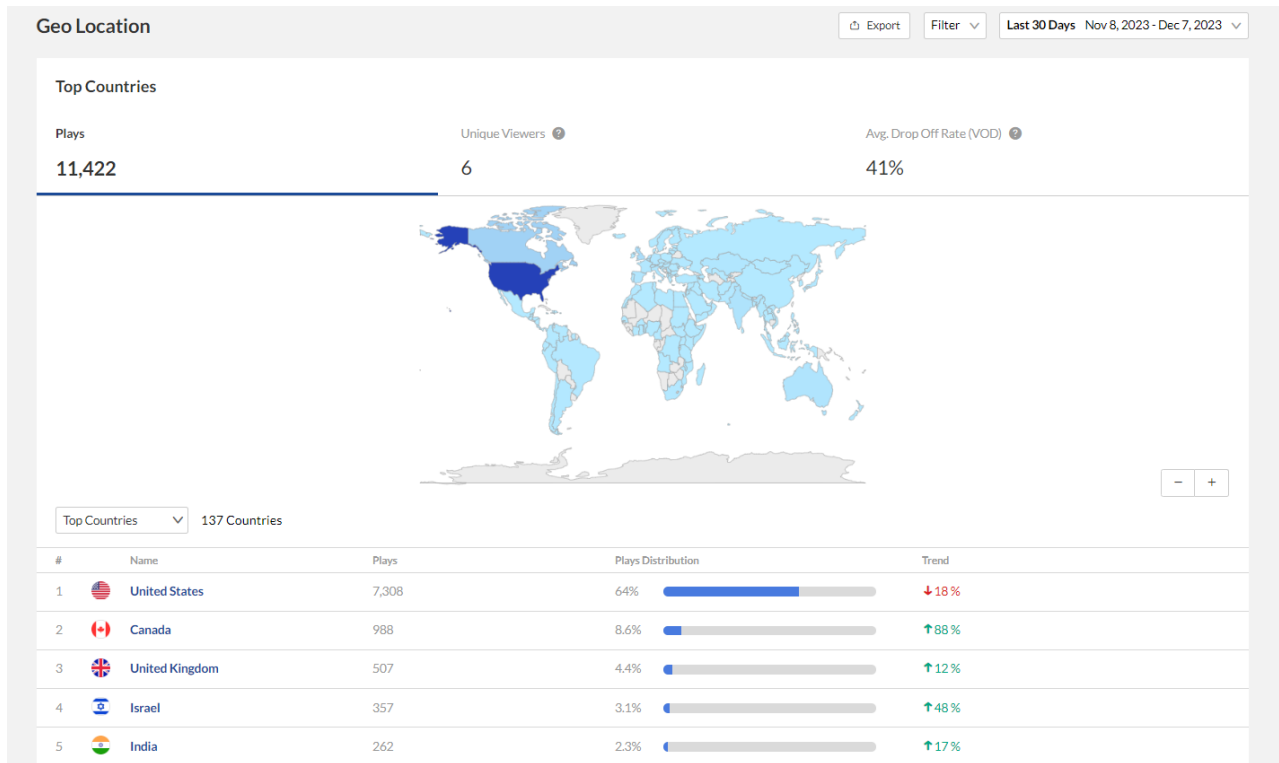 Geo Location
Export
Filter
Last 30 Days Nov 8, 2023 - Dec 7, 2023
Top Countries
Plays
11,422
Unique Viewers ?
6
Avg. Drop Off Rate (VOD) ?
41%
− +
Top Countries
137 Countries
# Name Plays Plays Distribution Trend
1 United States 7,308 64% ↓18 %
2 Canada 988 8.6% ↑88 %
3 United Kingdom 507 4.4% ↑12 %
4 Israel 357 3.1% ↑48 %
5 India 262 2.3% ↑17 %